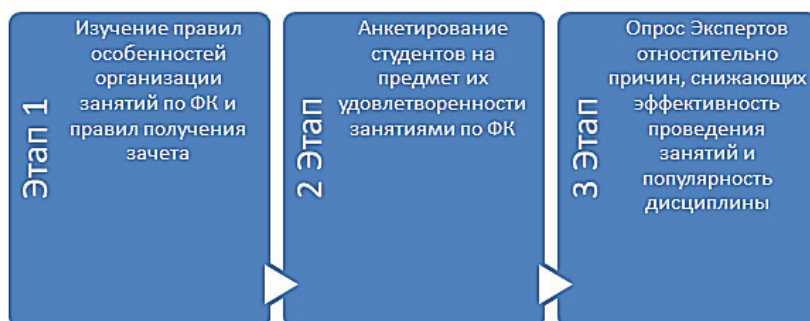 Этап 1
Изучение правил
особенностей
организации
занятий по ФК и
правил получения
зачета
2 Этап
Анкетирование
студентов на
предмет их
удовлетворенности
занятиями по ФК
3 Этап
Опрос Экспертов
отностительно
причин, снижающих
эффективность
проведения
занятий и
популярность
дисциплины